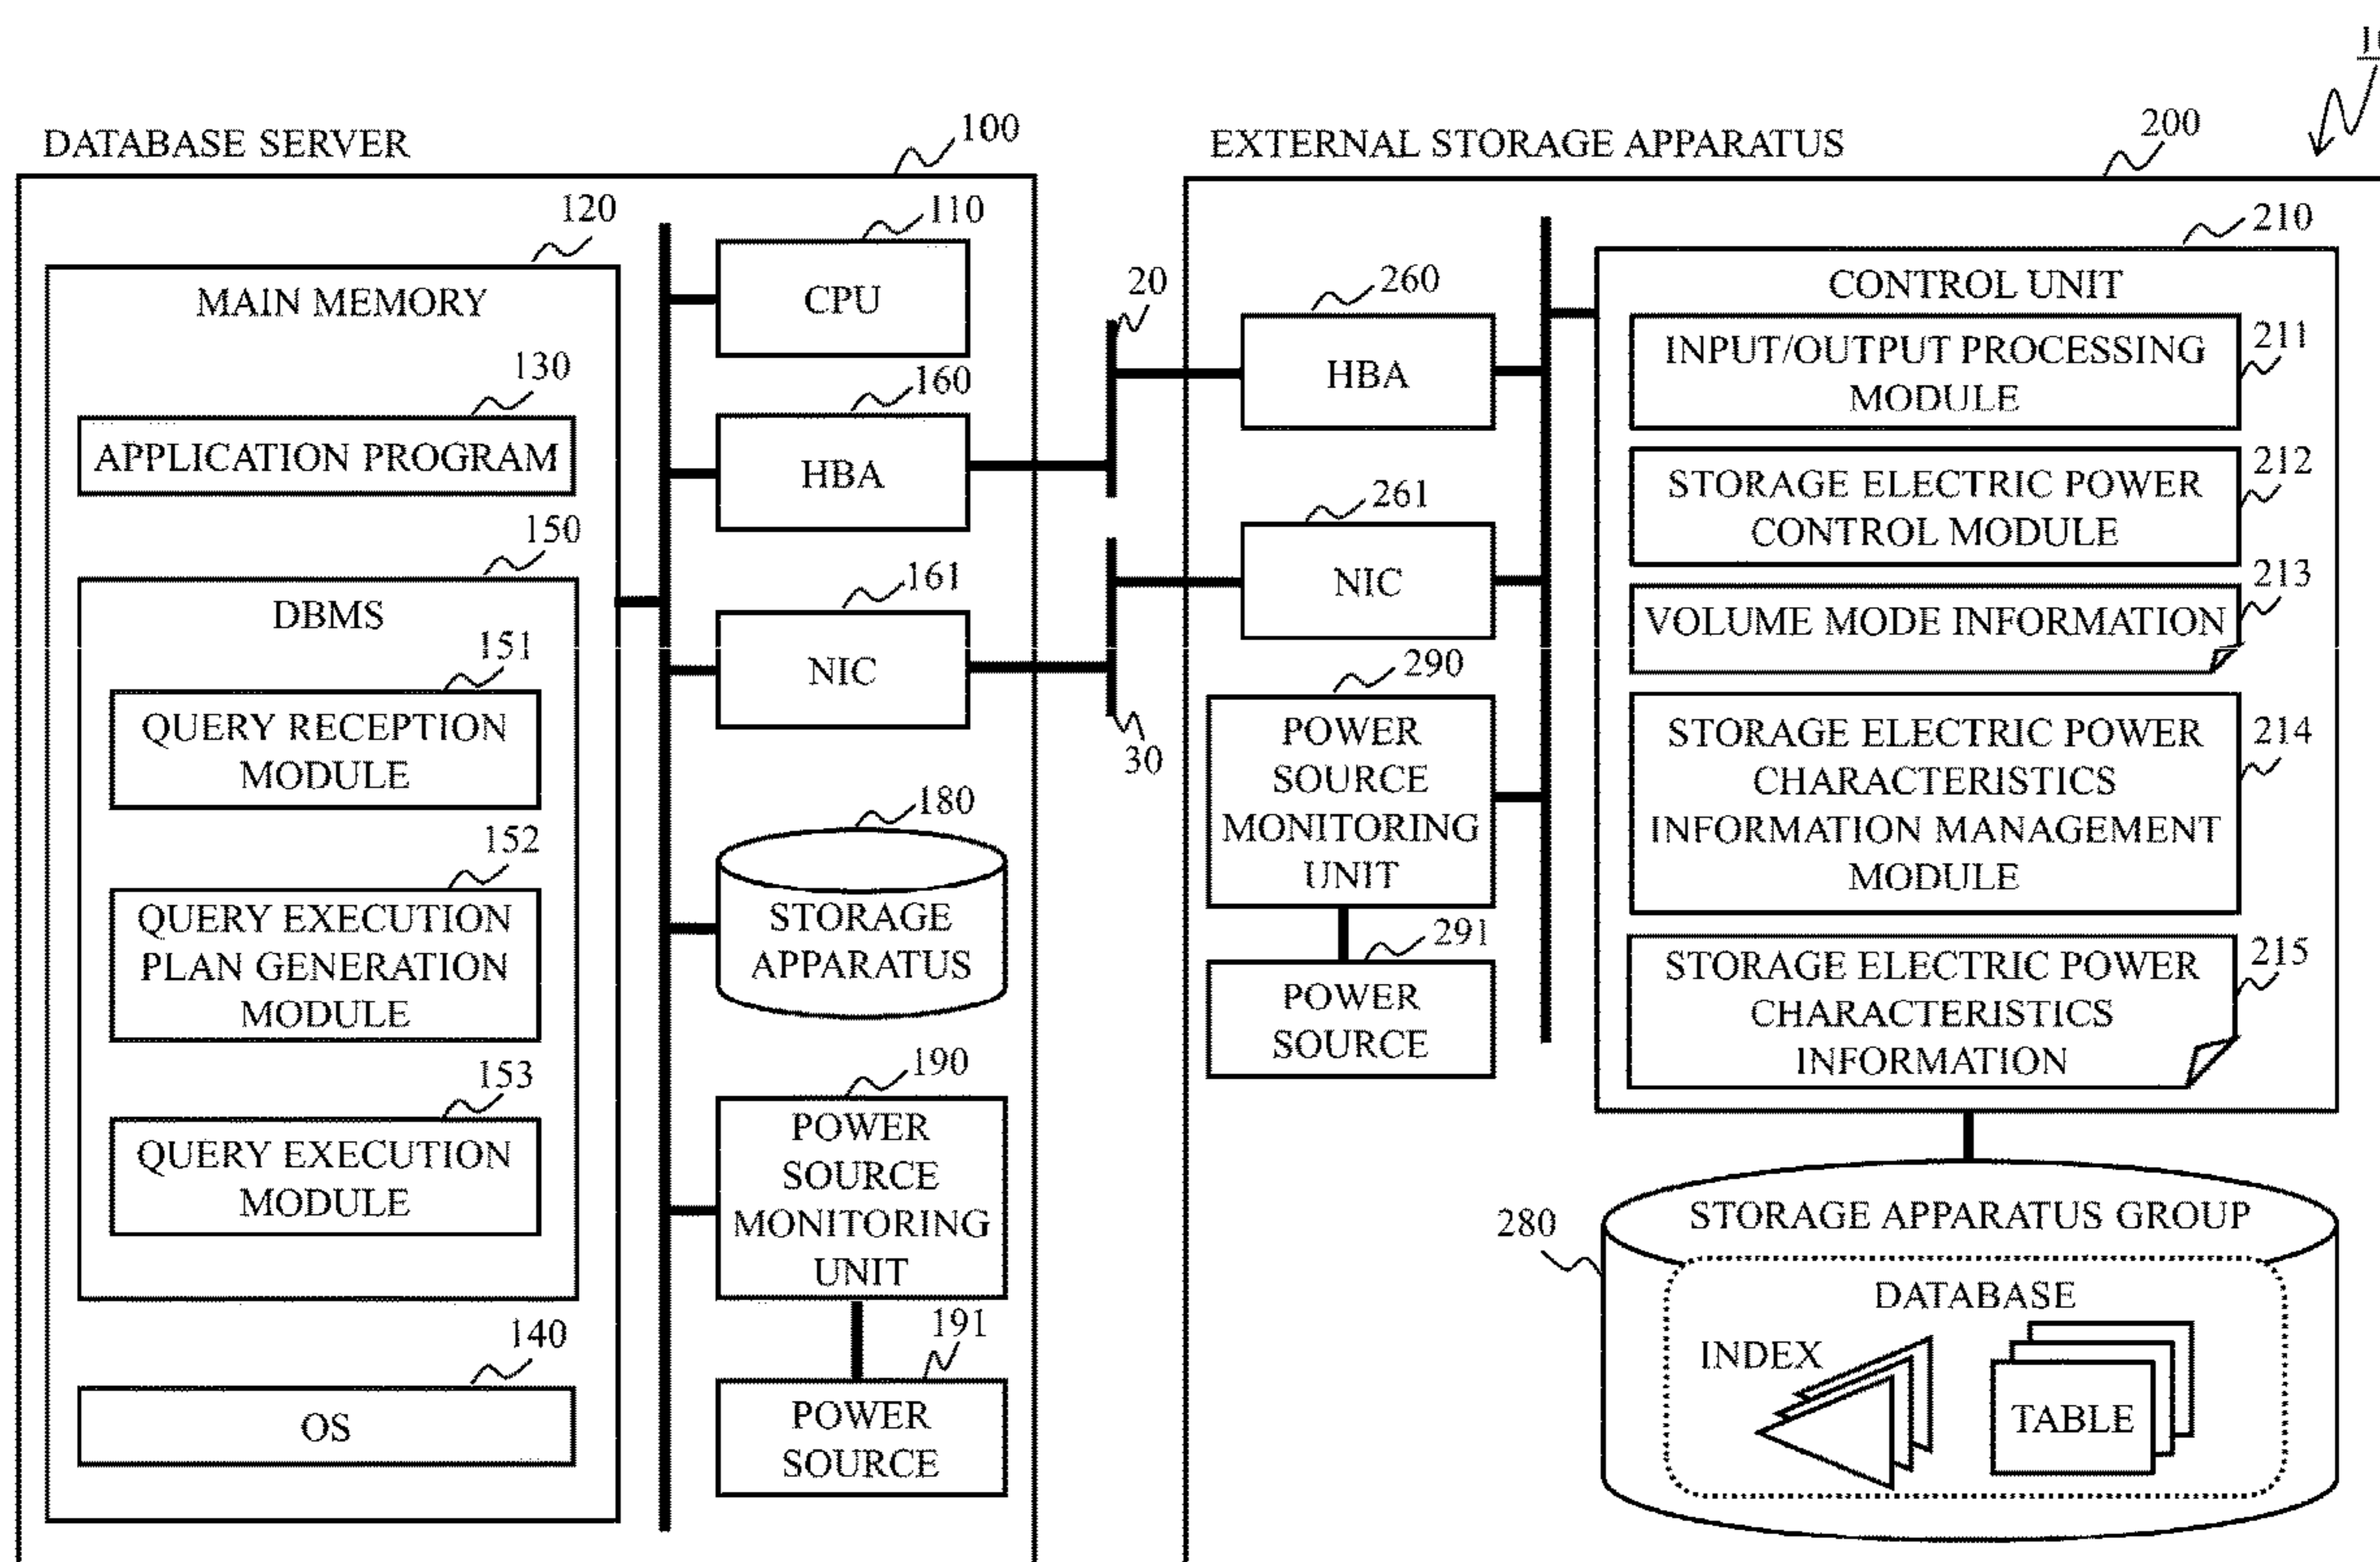 DATABASE SERVER
100
120
MAIN MEMORY
130
APPLICATION PROGRAM
150
DBMS
151
QUERY RECEPTION
MODULE
152
QUERY EXECUTION
PLAN GENERATION
MODULE
153
QUERY EXECUTION
MODULE
140
OS
110
CPU
160
HBA
161
NIC
180
STORAGE
APPARATUS
190
POWER
SOURCE
MONITORING
UNIT
191
POWER
SOURCE
20
30
EXTERNAL STORAGE APPARATUS
200
260
HBA
261
NIC
290
POWER
SOURCE
MONITORING
UNIT
291
POWER
SOURCE
210
CONTROL UNIT
INPUT/OUTPUT PROCESSING
MODULE
211
STORAGE ELECTRIC POWER
CONTROL MODULE
212
VOLUME MODE INFORMATION
213
STORAGE ELECTRIC POWER
CHARACTERISTICS
INFORMATION MANAGEMENT
MODULE
214
STORAGE ELECTRIC POWER
CHARACTERISTICS
INFORMATION
215
280
STORAGE APPARATUS GROUP
DATABASE
INDEX
TABLE